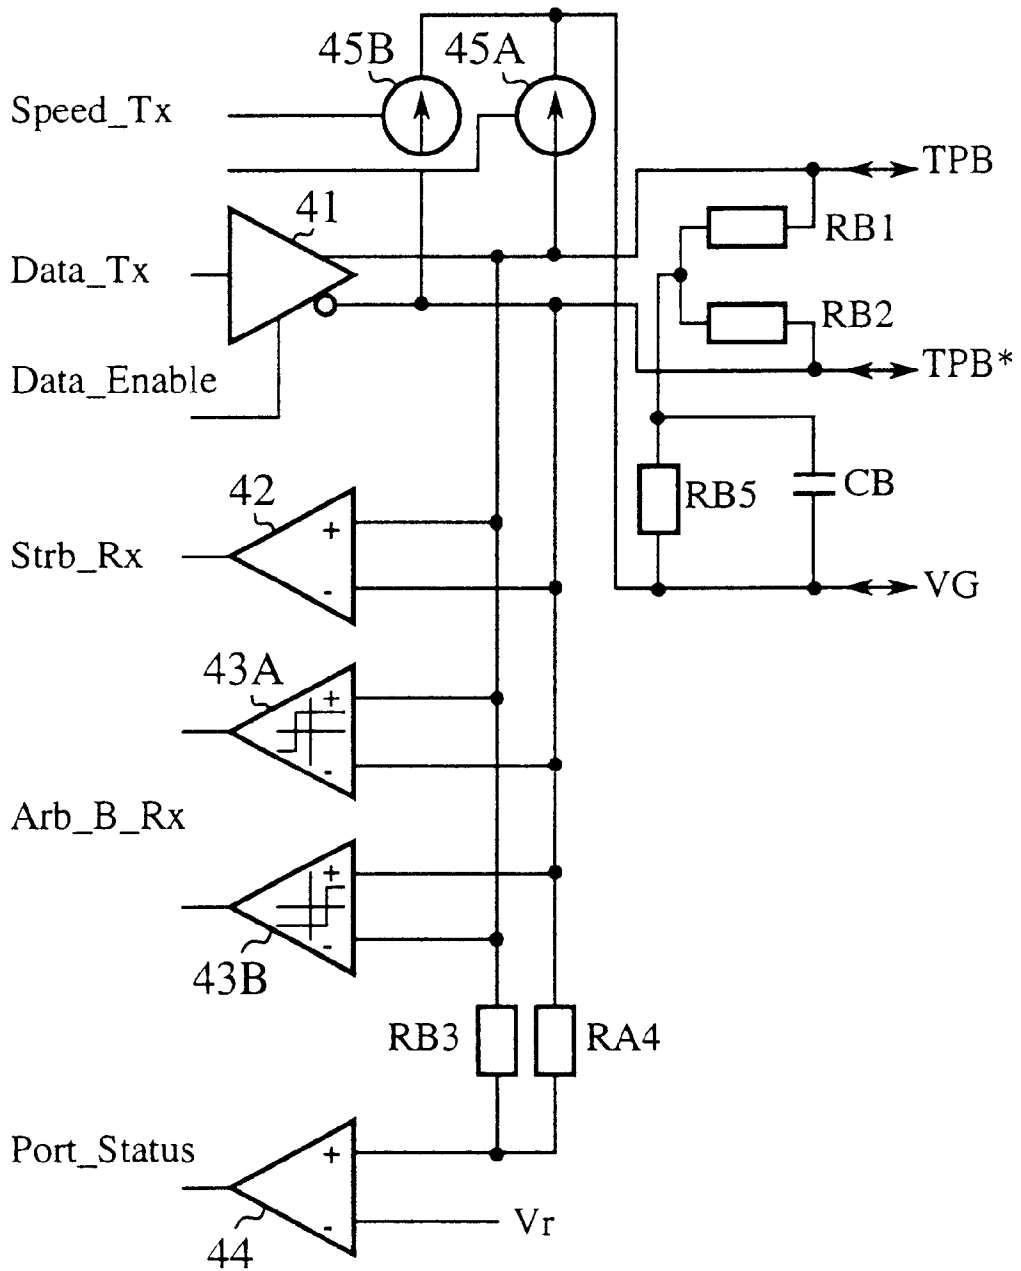 45B
45A
Speed_Tx
TPB
41
RB1
Data_Tx
RB2
TPB*
Data_Enable
42
RB5
CB
+
Strb_Rx
-
VG
43A
+
-
Arb_B_Rx
+
-
43B
RB3
RA4
Port_Status
+
-
Vr
44